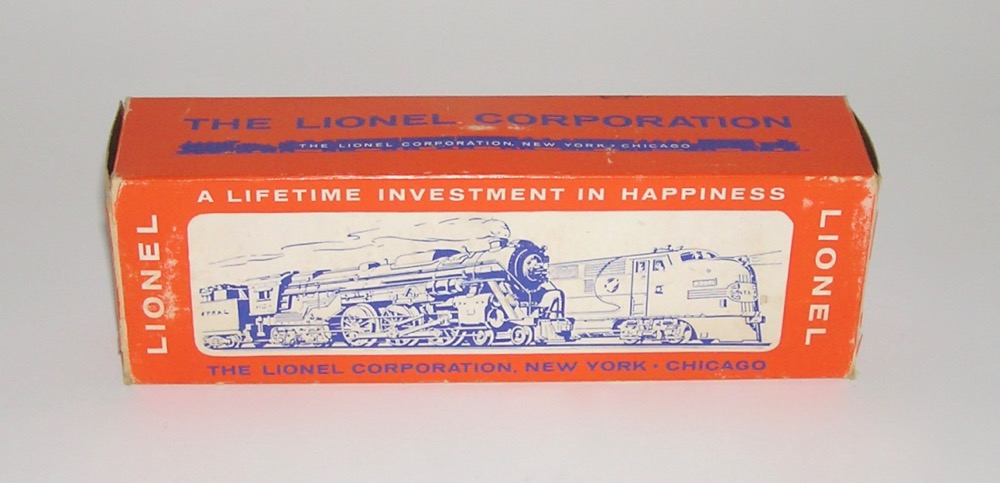 THE LIONEL CORPORATION
THE LIONEL CORPORATION, NEW YORK • CHICAGO
A LIFETIME INVESTMENT IN HAPPINESS
LIONEL
LIONEL
THE LIONEL CORPORATION, NEW YORK • CHICAGO